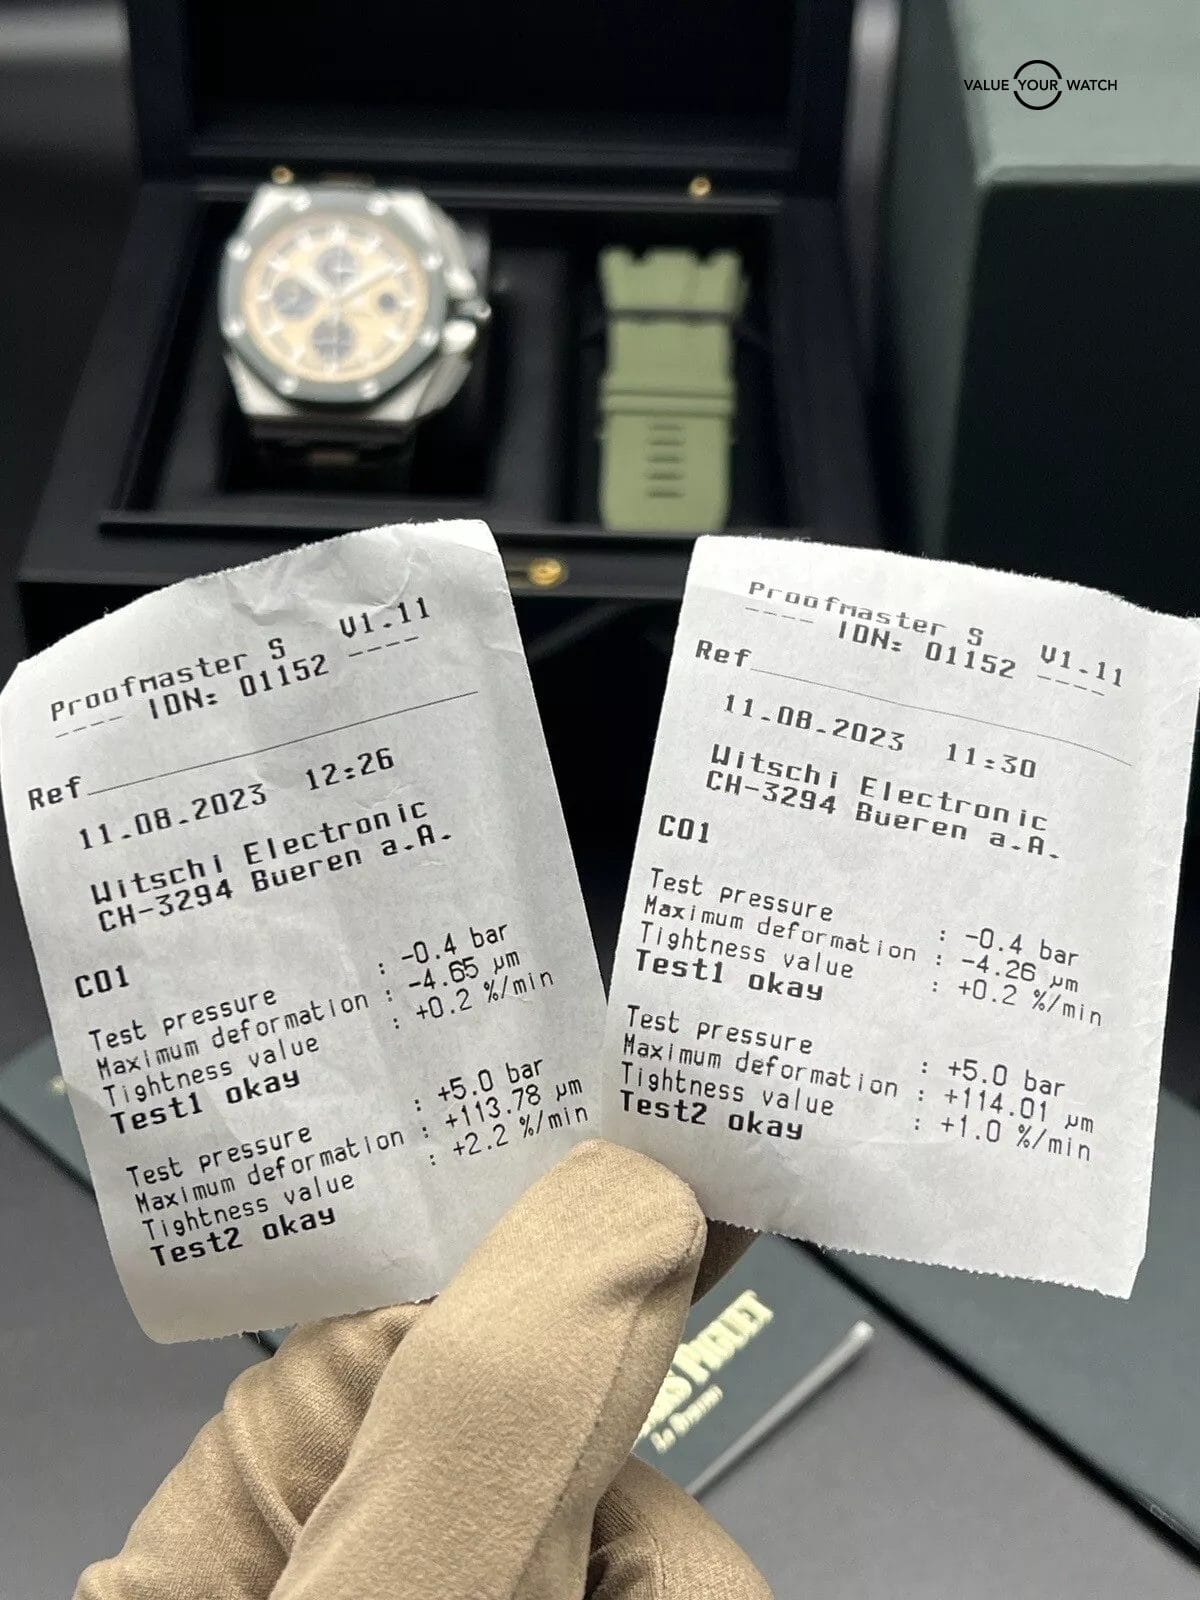 VALUE YOUR WATCH
Proofmaster S V1.11
---- IDN: 01152 ----
Ref
11.08.2023 12:26
Witschi Electronic
CH-3294 Bueren a.A.
C01
Test pressure : -0.4 bar
Maximum deformation : -4.65 µm
Tightness value : +0.2 %/min
Test1 okay
Test pressure : +5.0 bar
Maximum deformation : +113.78 µm
Tightness value : +2.2 %/min
Test2 okay
Proofmaster S V1.11
---- IDN: 01152 ----
Ref
11.08.2023 11:30
Witschi Electronic
CH-3294 Bueren a.A.
C01
Test pressure : -0.4 bar
Maximum deformation : -4.26 µm
Tightness value : +0.2 %/min
Test1 okay
Test pressure : +5.0 bar
Maximum deformation : +114.01 µm
Tightness value : +1.0 %/min
Test2 okay
PIGUET
Le Brassus